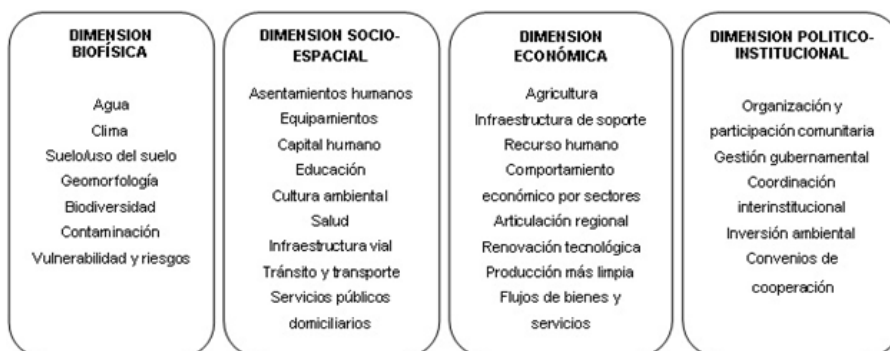 DIMENSION
BIOFÍSICA
Agua
Clima
Suelo/uso del suelo
Geomorfología
Biodiversidad
Contaminación
Vulnerabilidad y riesgos
DIMENSION SOCIO-
ESPACIAL
Asentamientos humanos
Equipamientos
Capital humano
Educación
Cultura ambiental
Salud
Infraestructura vial
Tránsito y transporte
Servicios públicos
domiciliarios
DIMENSION
ECONÓMICA
Agricultura
Infraestructura de soporte
Recurso humano
Comportamiento
económico por sectores
Articulación regional
Renovación tecnológica
Producción más limpia
Flujos de bienes y
servicios
DIMENSION POLITICO-
INSTITUCIONAL
Organización y
participación comunitaria
Gestión gubernamental
Coordinación
interinstitucional
Inversión ambiental
Convenios de
cooperación